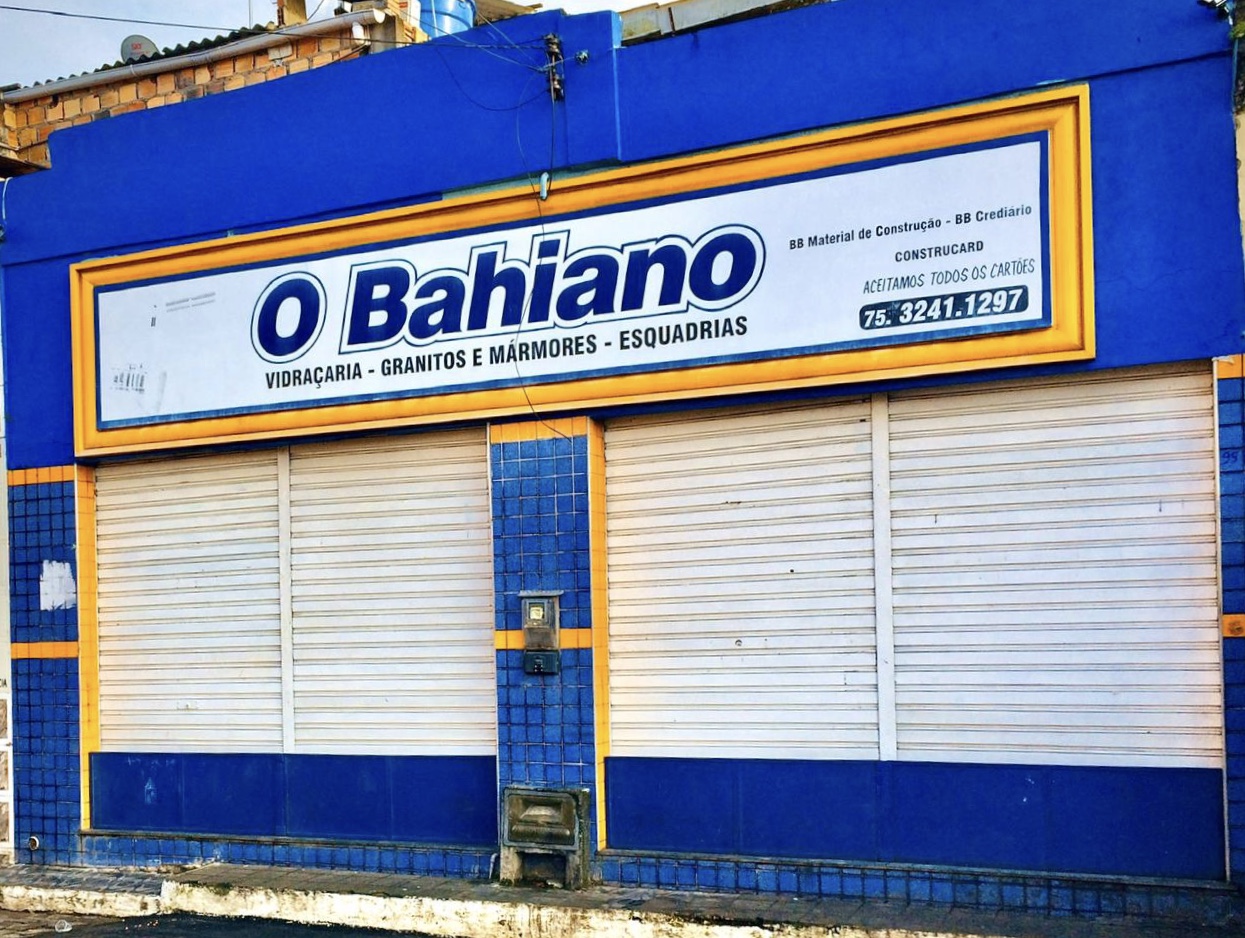 O Bahiano
VIDRAÇARIA - GRANITOS E MÁRMORES - ESQUADRIAS
BB Material de Construção - BB Crediário
CONSTRUCARD
ACEITAMOS TODOS OS CARTÕES
75. 3241.1297